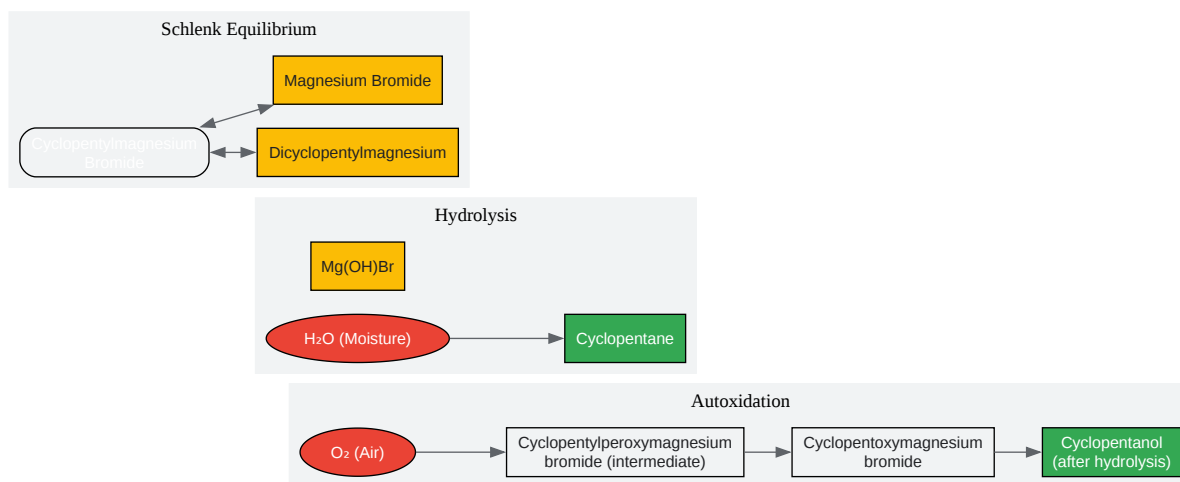 Schlenk Equilibrium
Magnesium Bromide
Cyclopentylmagnesium
Bromide
Dicyclopentylmagnesium
Hydrolysis
Mg(OH)Br
H₂O (Moisture)
Cyclopentane
Autoxidation
O₂ (Air)
Cyclopentylperoxymagnesium
bromide (intermediate)
Cyclopentoxymagnesium
bromide
Cyclopentanol
(after hydrolysis)